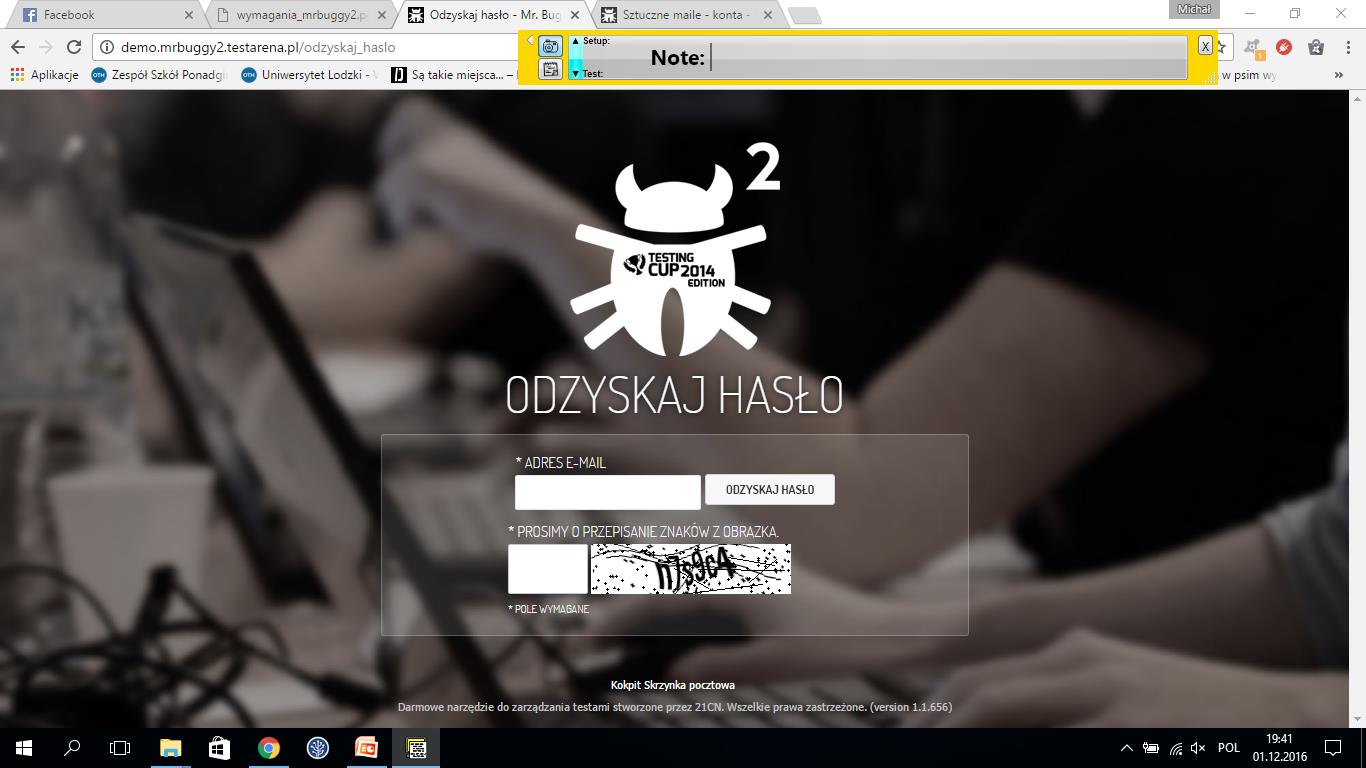 Michał
Facebook
wymagania_mrbuggy2.p
Odzyskaj hasło - Mr. Bug
Sztuczne maile - konta -
demo.mrbuggy2.testarena.pl/odzyskaj_haslo
Setup:
Note:
Test:
X
1
Aplikacje
Zespół Szkół Ponadgi
Uniwersytet Lodzki -
Są takie miejsca... –
w psim wy
»
2
TESTING
CUP 2014
EDITION
ODZYSKAJ HASŁO
* ADRES E-MAIL
ODZYSKAJ HASŁO
* PROSIMY O PRZEPISANIE ZNAKÓW Z OBRAZKA.
* POLE WYMAGANE
Kokpit Skrzynka pocztowa
Darmowe narzędzie do zarządzania testami stworzone przez 21CN. Wszelkie prawa zastrzeżone. (version 1.1.656)
POL
19:41
01.12.2016